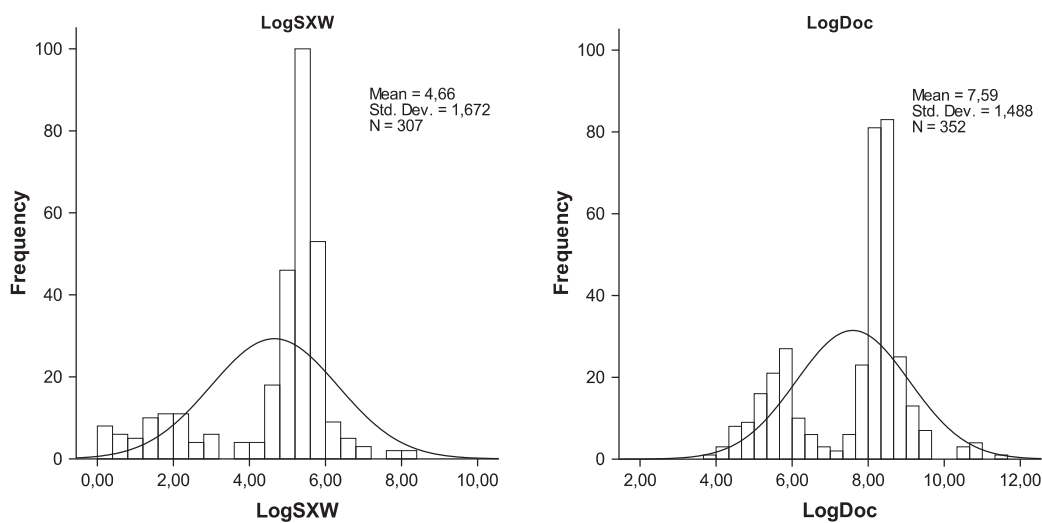 LogSXW
Mean = 4,66
Std. Dev. = 1,672
N = 307
Frequency
100
80
60
40
20
0
0,00 2,00 4,00 6,00 8,00 10,00
LogSXW
LogDoc
Mean = 7,59
Std. Dev. = 1,488
N = 352
Frequency
100
80
60
40
20
0
2,00 4,00 6,00 8,00 10,00 12,00
LogDoc